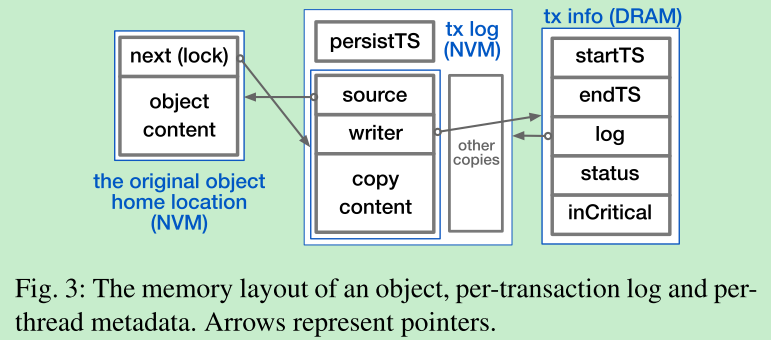 next (lock)
object
content
the original object
home location
(NVM)
persistTS
tx log
(NVM)
source
writer
copy
content
other
copies
tx info (DRAM)
startTS
endTS
log
status
inCritical
Fig. 3: The memory layout of an object, per-transaction log and per-
thread metadata. Arrows represent pointers.